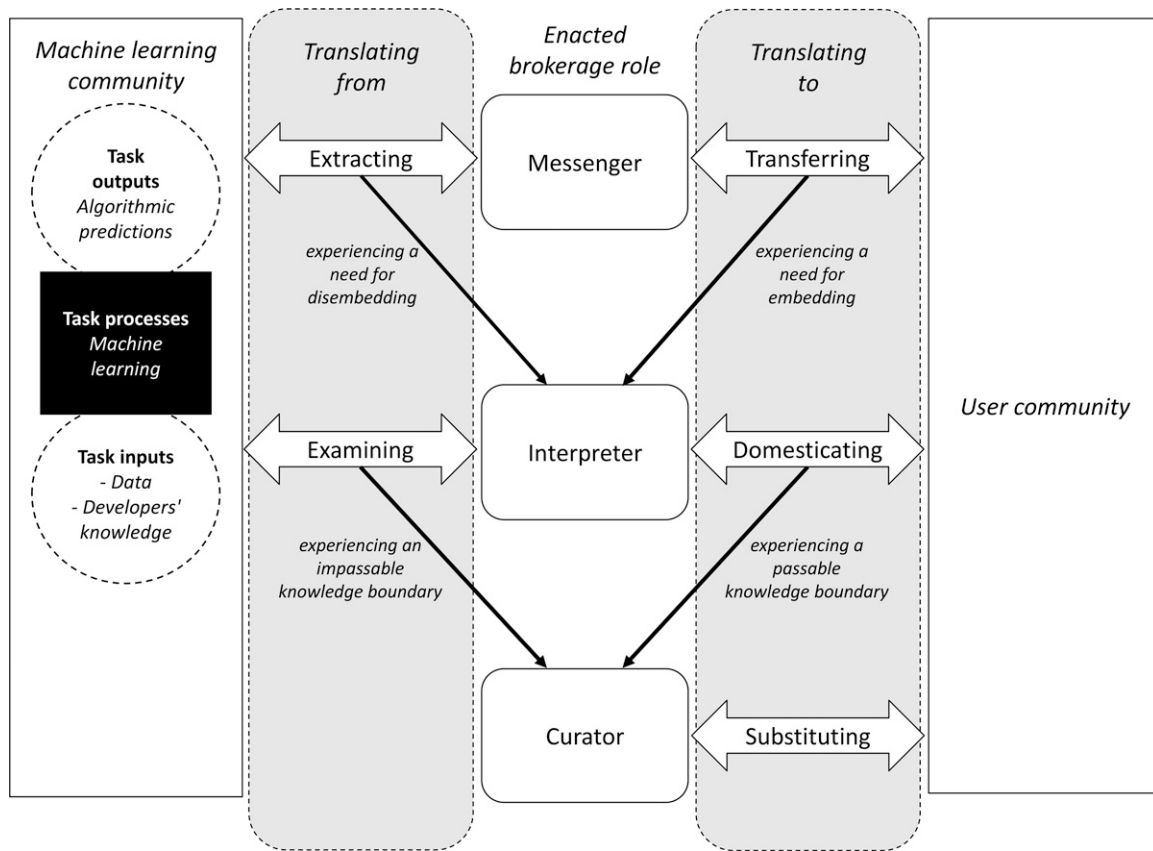 Machine learning
community
Task
outputs
Algorithmic
predictions
Task processes
Machine
learning
Task inputs
- Data
- Developers'
knowledge
Translating
from
Extracting
experiencing a
need for
disembedding
Examining
experiencing an
impassable
knowledge boundary
Enacted
brokerage role
Messenger
Interpreter
Curator
Translating
to
Transferring
experiencing a
need for
embedding
Domesticating
experiencing a
passable
knowledge boundary
Substituting
User community